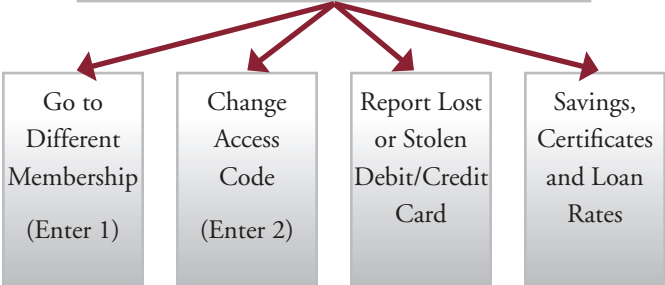 Go to
Different
Membership
(Enter 1)
Change
Access
Code
(Enter 2)
Report Lost
or Stolen
Debit/Credit
Card
Savings,
Certificates
and Loan
Rates